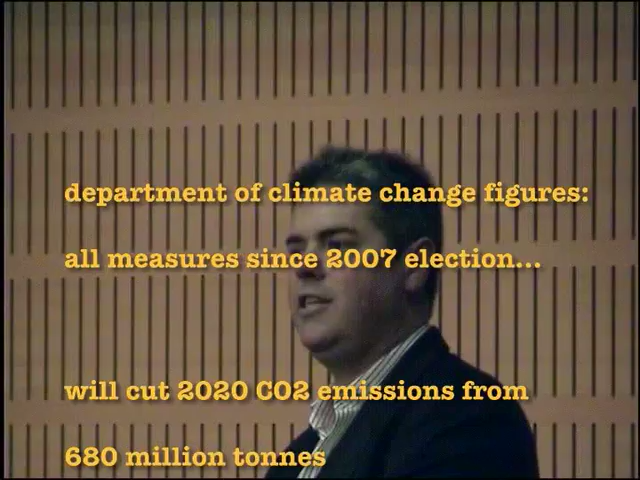 department of climate change figures:
all measures since 2007 election...
will cut 2020 CO2 emissions from
680 million tonnes